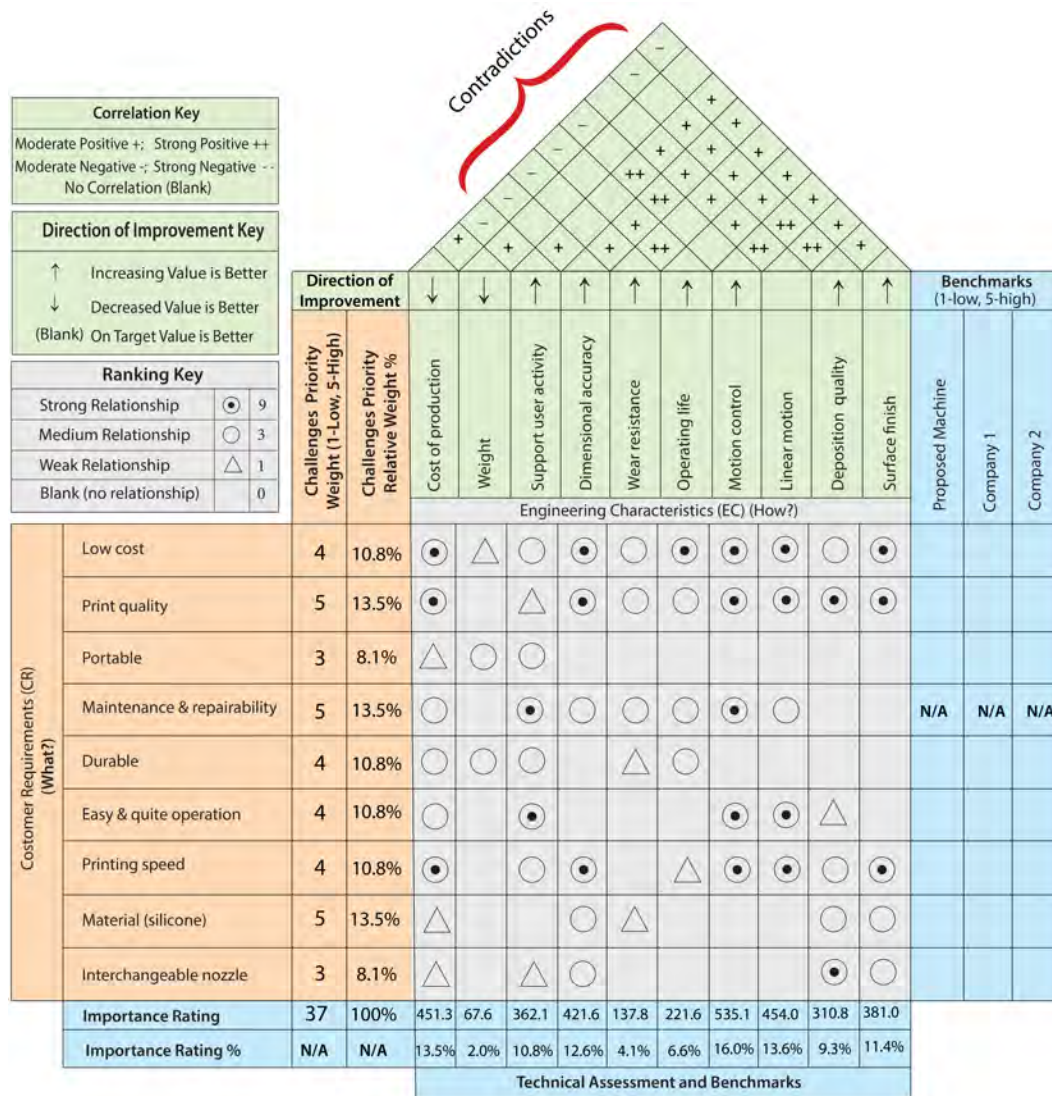 Contradictions
Correlation Key
Moderate Positive +; Strong Positive ++
Moderate Negative -; Strong Negative - -
No Correlation (Blank)
Direction of Improvement Key
↑ Increasing Value is Better
↓ Decreased Value is Better
(Blank) On Target Value is Better
Ranking Key
Strong Relationship 9
Medium Relationship 3
Weak Relationship 1
Blank (no relationship) 0
Direction of
Improvement
Challenges Priority
Weight (1-Low, 5-High)
Challenges Priority
Relative Weight %
Cost of production
Weight
Support user activity
Dimensional accuracy
Wear resistance
Operating life
Motion control
Linear motion
Deposition quality
Surface finish
Engineering Characteristics (EC) (How?)
Benchmarks
(1-low, 5-high)
Proposed Machine
Company 1
Company 2
Costomer Requirements (CR)
(What?)
Low cost 4 10.8%
Print quality 5 13.5%
Portable 3 8.1%
Maintenance & repairability 5 13.5% N/A N/A N/A
Durable 4 10.8%
Easy & quite operation 4 10.8%
Printing speed 4 10.8%
Material (silicone) 5 13.5%
Interchangeable nozzle 3 8.1%
Importance Rating 37 100% 451.3 67.6 362.1 421.6 137.8 221.6 535.1 454.0 310.8 381.0
Importance Rating % N/A N/A 13.5% 2.0% 10.8% 12.6% 4.1% 6.6% 16.0% 13.6% 9.3% 11.4%
Technical Assessment and Benchmarks